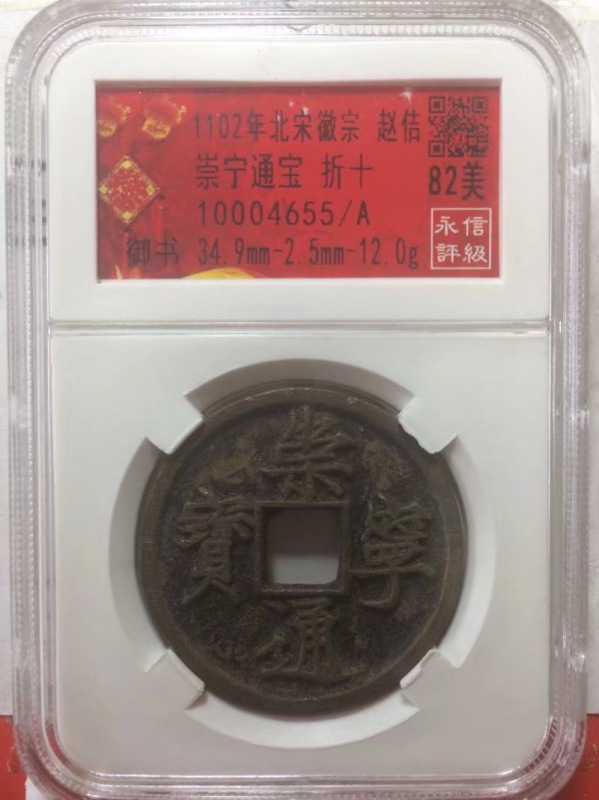 1102年北宋徽宗 赵佶
崇宁通宝 折十
82美
10004655/A
御书 34.9mm-2.5mm-12.0g
永信
評級
崇
寧
通
寳